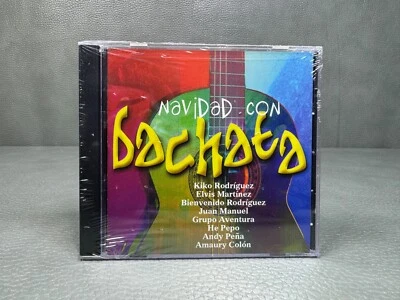 NaViDaD CON
bachata
Kiko Rodríguez
Elvis Martínez
Bienvenido Rodríguez
Juan Manuel
Grupo Aventura
He Pepo
Andy Peña
Amaury Colón